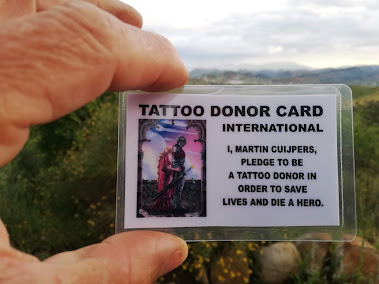 TATTOO DONOR CARD
INTERNATIONAL
I, MARTIN CUIJPERS,
PLEDGE TO BE
A TATTOO DONOR IN
ORDER TO SAVE
LIVES AND DIE A HERO.